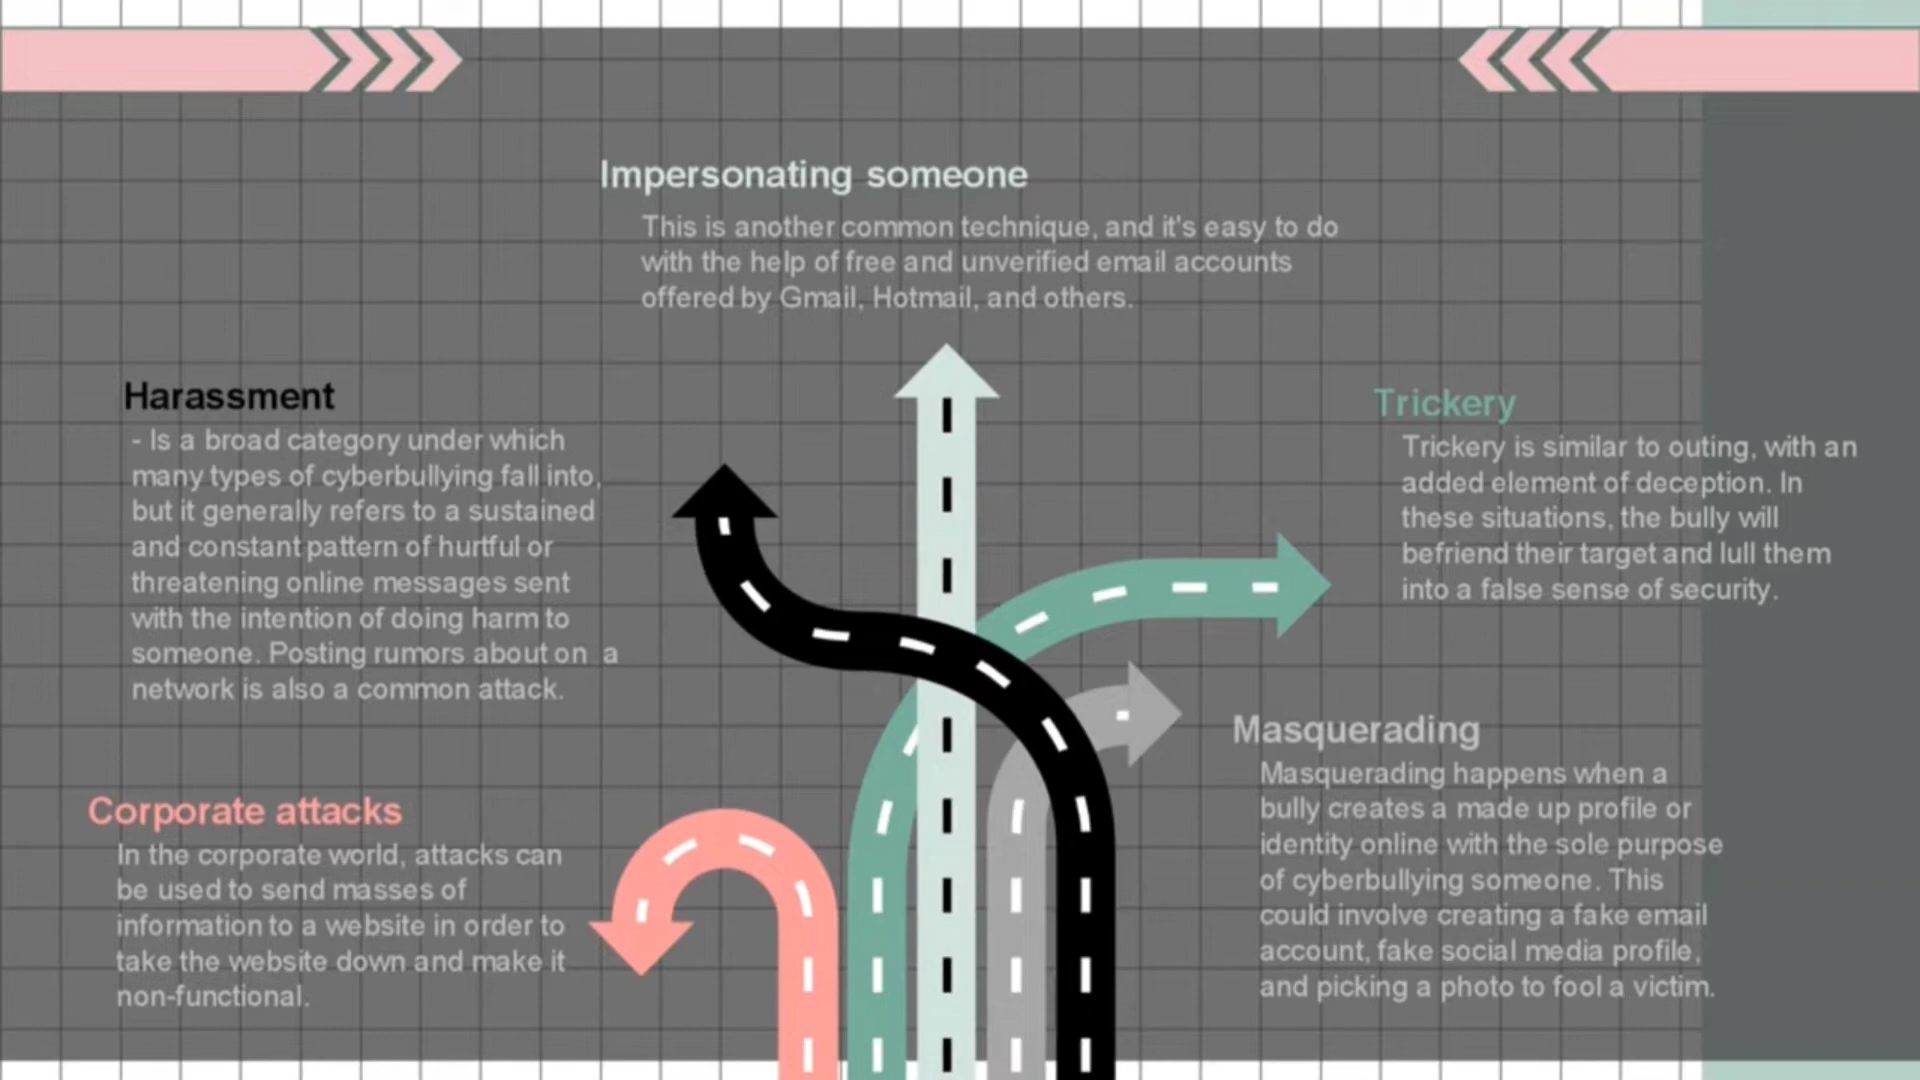 Impersonating someone
This is another common technique, and it's easy to do
with the help of free and unverified email accounts
offered by Gmail, Hotmail, and others.
Harassment
- Is a broad category under which
many types of cyberbullying fall into,
but it generally refers to a sustained
and constant pattern of hurtful or
threatening online messages sent
with the intention of doing harm to
someone. Posting rumors about on a
network is also a common attack.
Trickery
Trickery is similar to outing, with an
added element of deception. In
these situations, the bully will
befriend their target and lull them
into a false sense of security.
Corporate attacks
In the corporate world, attacks can
be used to send masses of
information to a website in order to
take the website down and make it
non-functional.
Masquerading
Masquerading happens when a
bully creates a made up profile or
identity online with the sole purpose
of cyberbullying someone. This
could involve creating a fake email
account, fake social media profile,
and picking a photo to fool a victim.